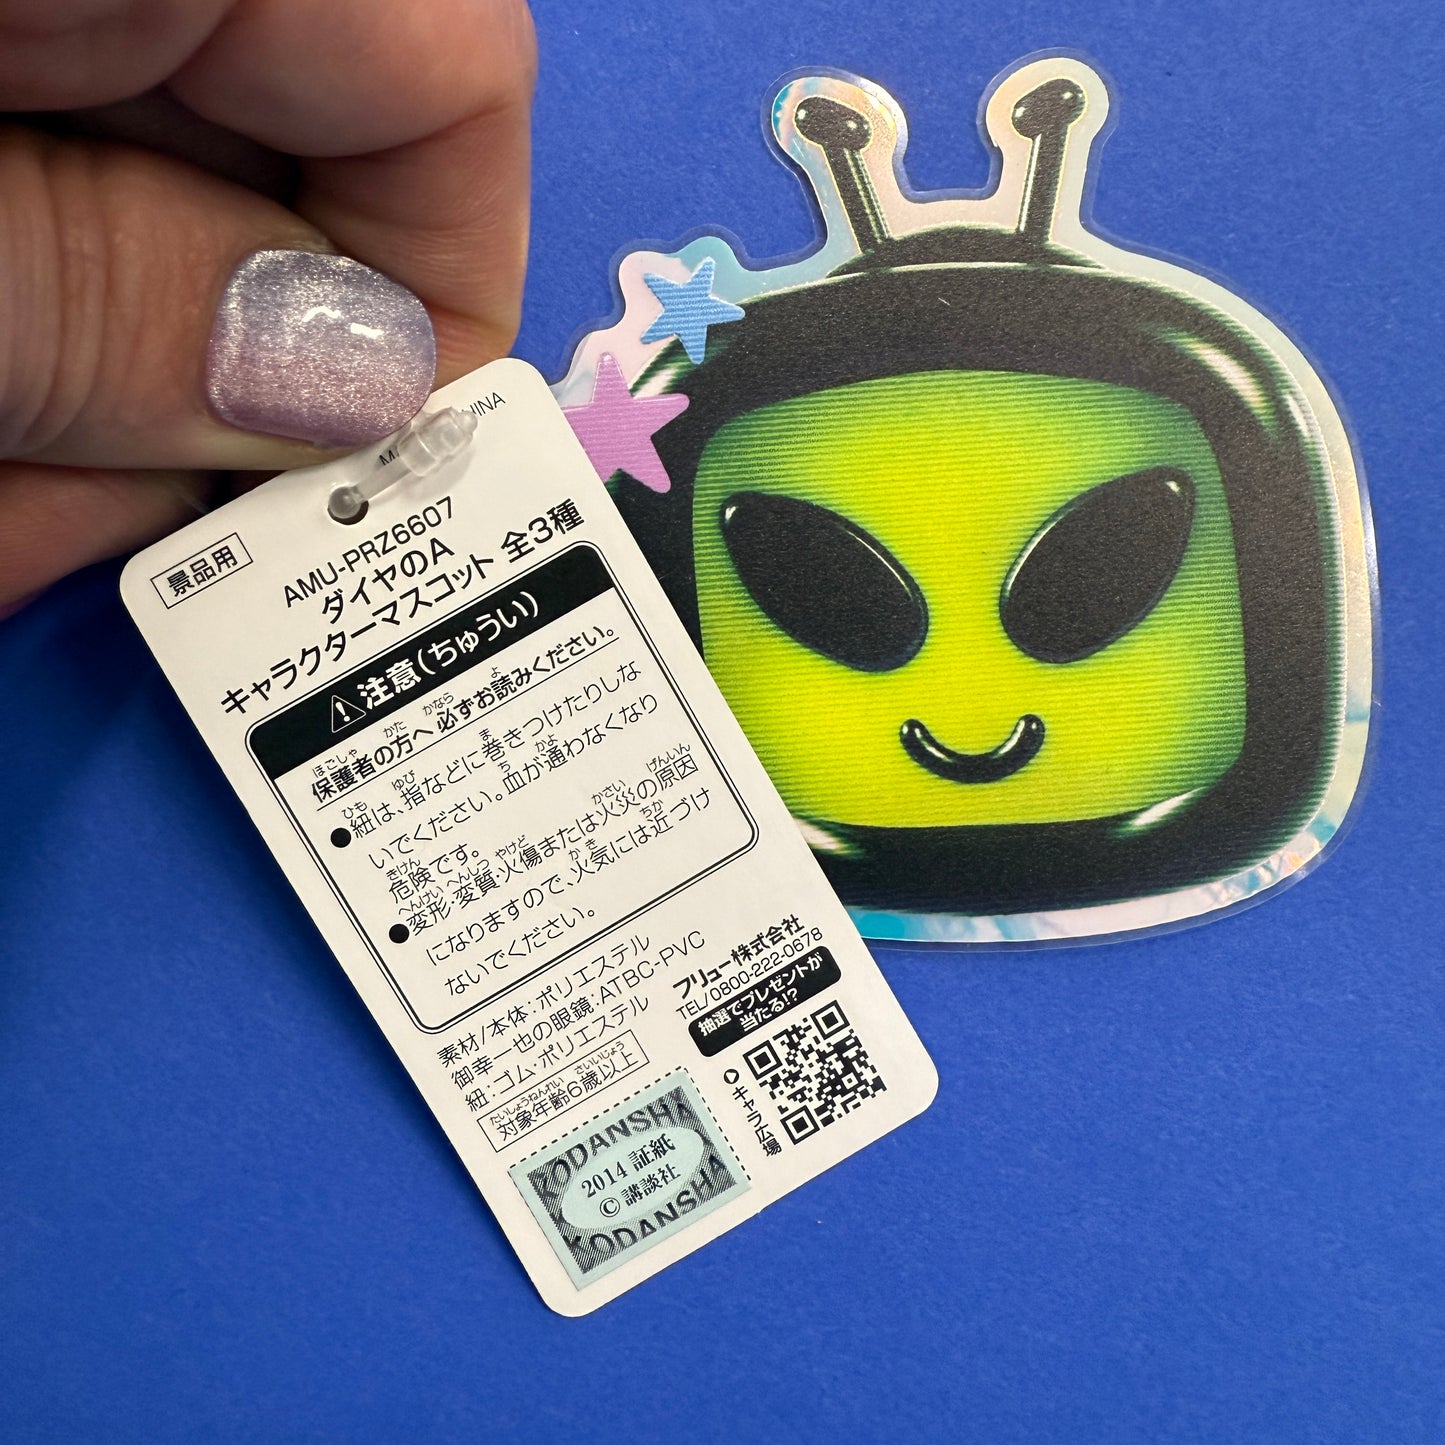 景品用
AMU-PRZ6607
ダイヤのA
キャラクターマスコット 全3種
注意(ちゅうい)
保護者の方へ 必ずお読みください。
●紐は、指などに巻きつけたりしな
いでください。血が通わなくなり
危険です。
●変形・変質・火傷または火災の原因
になりますので、火気には近づけ
ないでください。
素材/本体:ポリエステル
御幸一也の眼鏡:ATBC-PVC
紐:ゴム・ポリエステル
対象年齢6歳以上
フリュー株式会社
TEL/0800-222-0678
抽選でプレゼントが
当たる!?
キャラ広場
KODANSHA
2014 証紙
© 講談社
KODANSHA